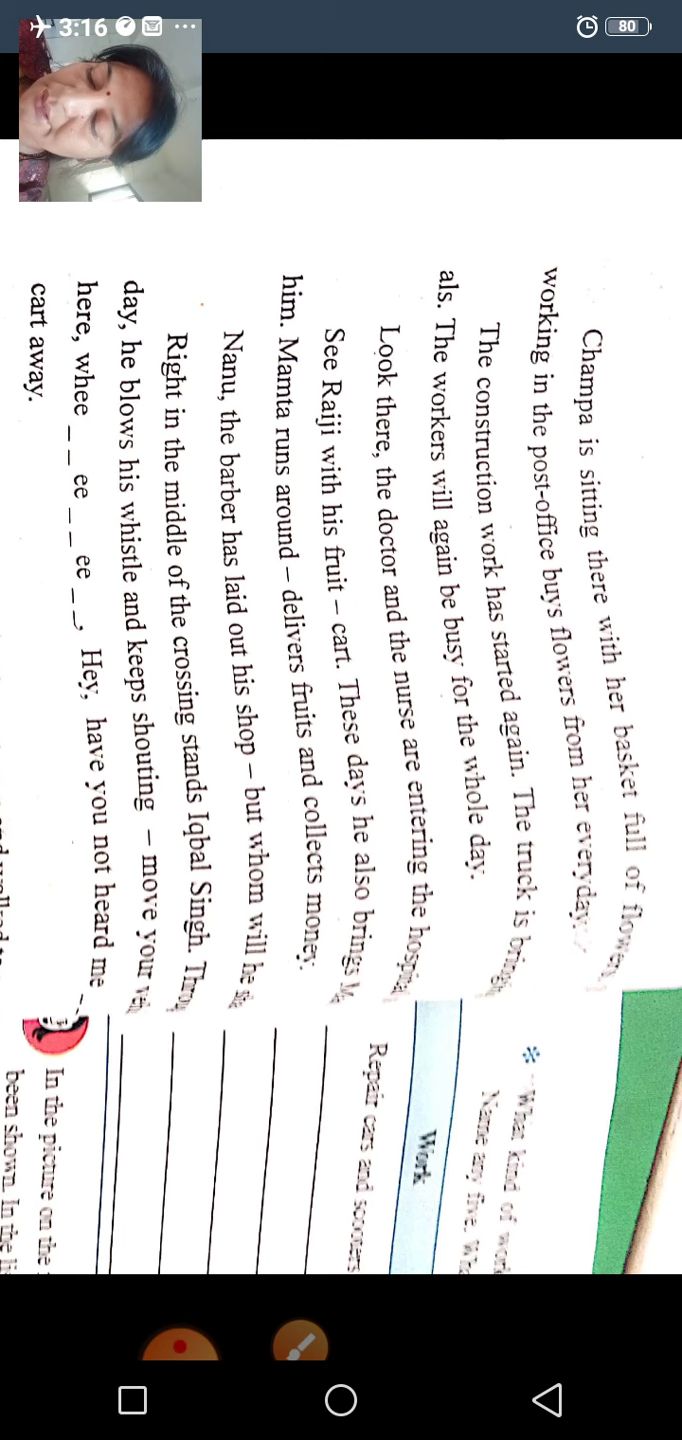 3:16
80
Champa is sitting there with her basket full of flowers
working in the post-office buys flowers from her everyday.
The construction work has started again. The truck is
als. The workers will again be busy for the whole day.
Look there, the doctor and the nurse are entering the
See Raiji with his fruit – cart. These days he also brings
him. Mamta runs around – delivers fruits and collects money.
Nanu, the barber has laid out his shop – but whom will he
Right in the middle of the crossing stands Iqbal Singh.
day, he blows his whistle and keeps shouting – move your
here, whee _ _ ee _ _ ee _ _, Hey, have you not heard me _ _
cart away.
* What kind of
Name any five.
Work
Repair cars and scooters
In the picture on the
been shown. In the